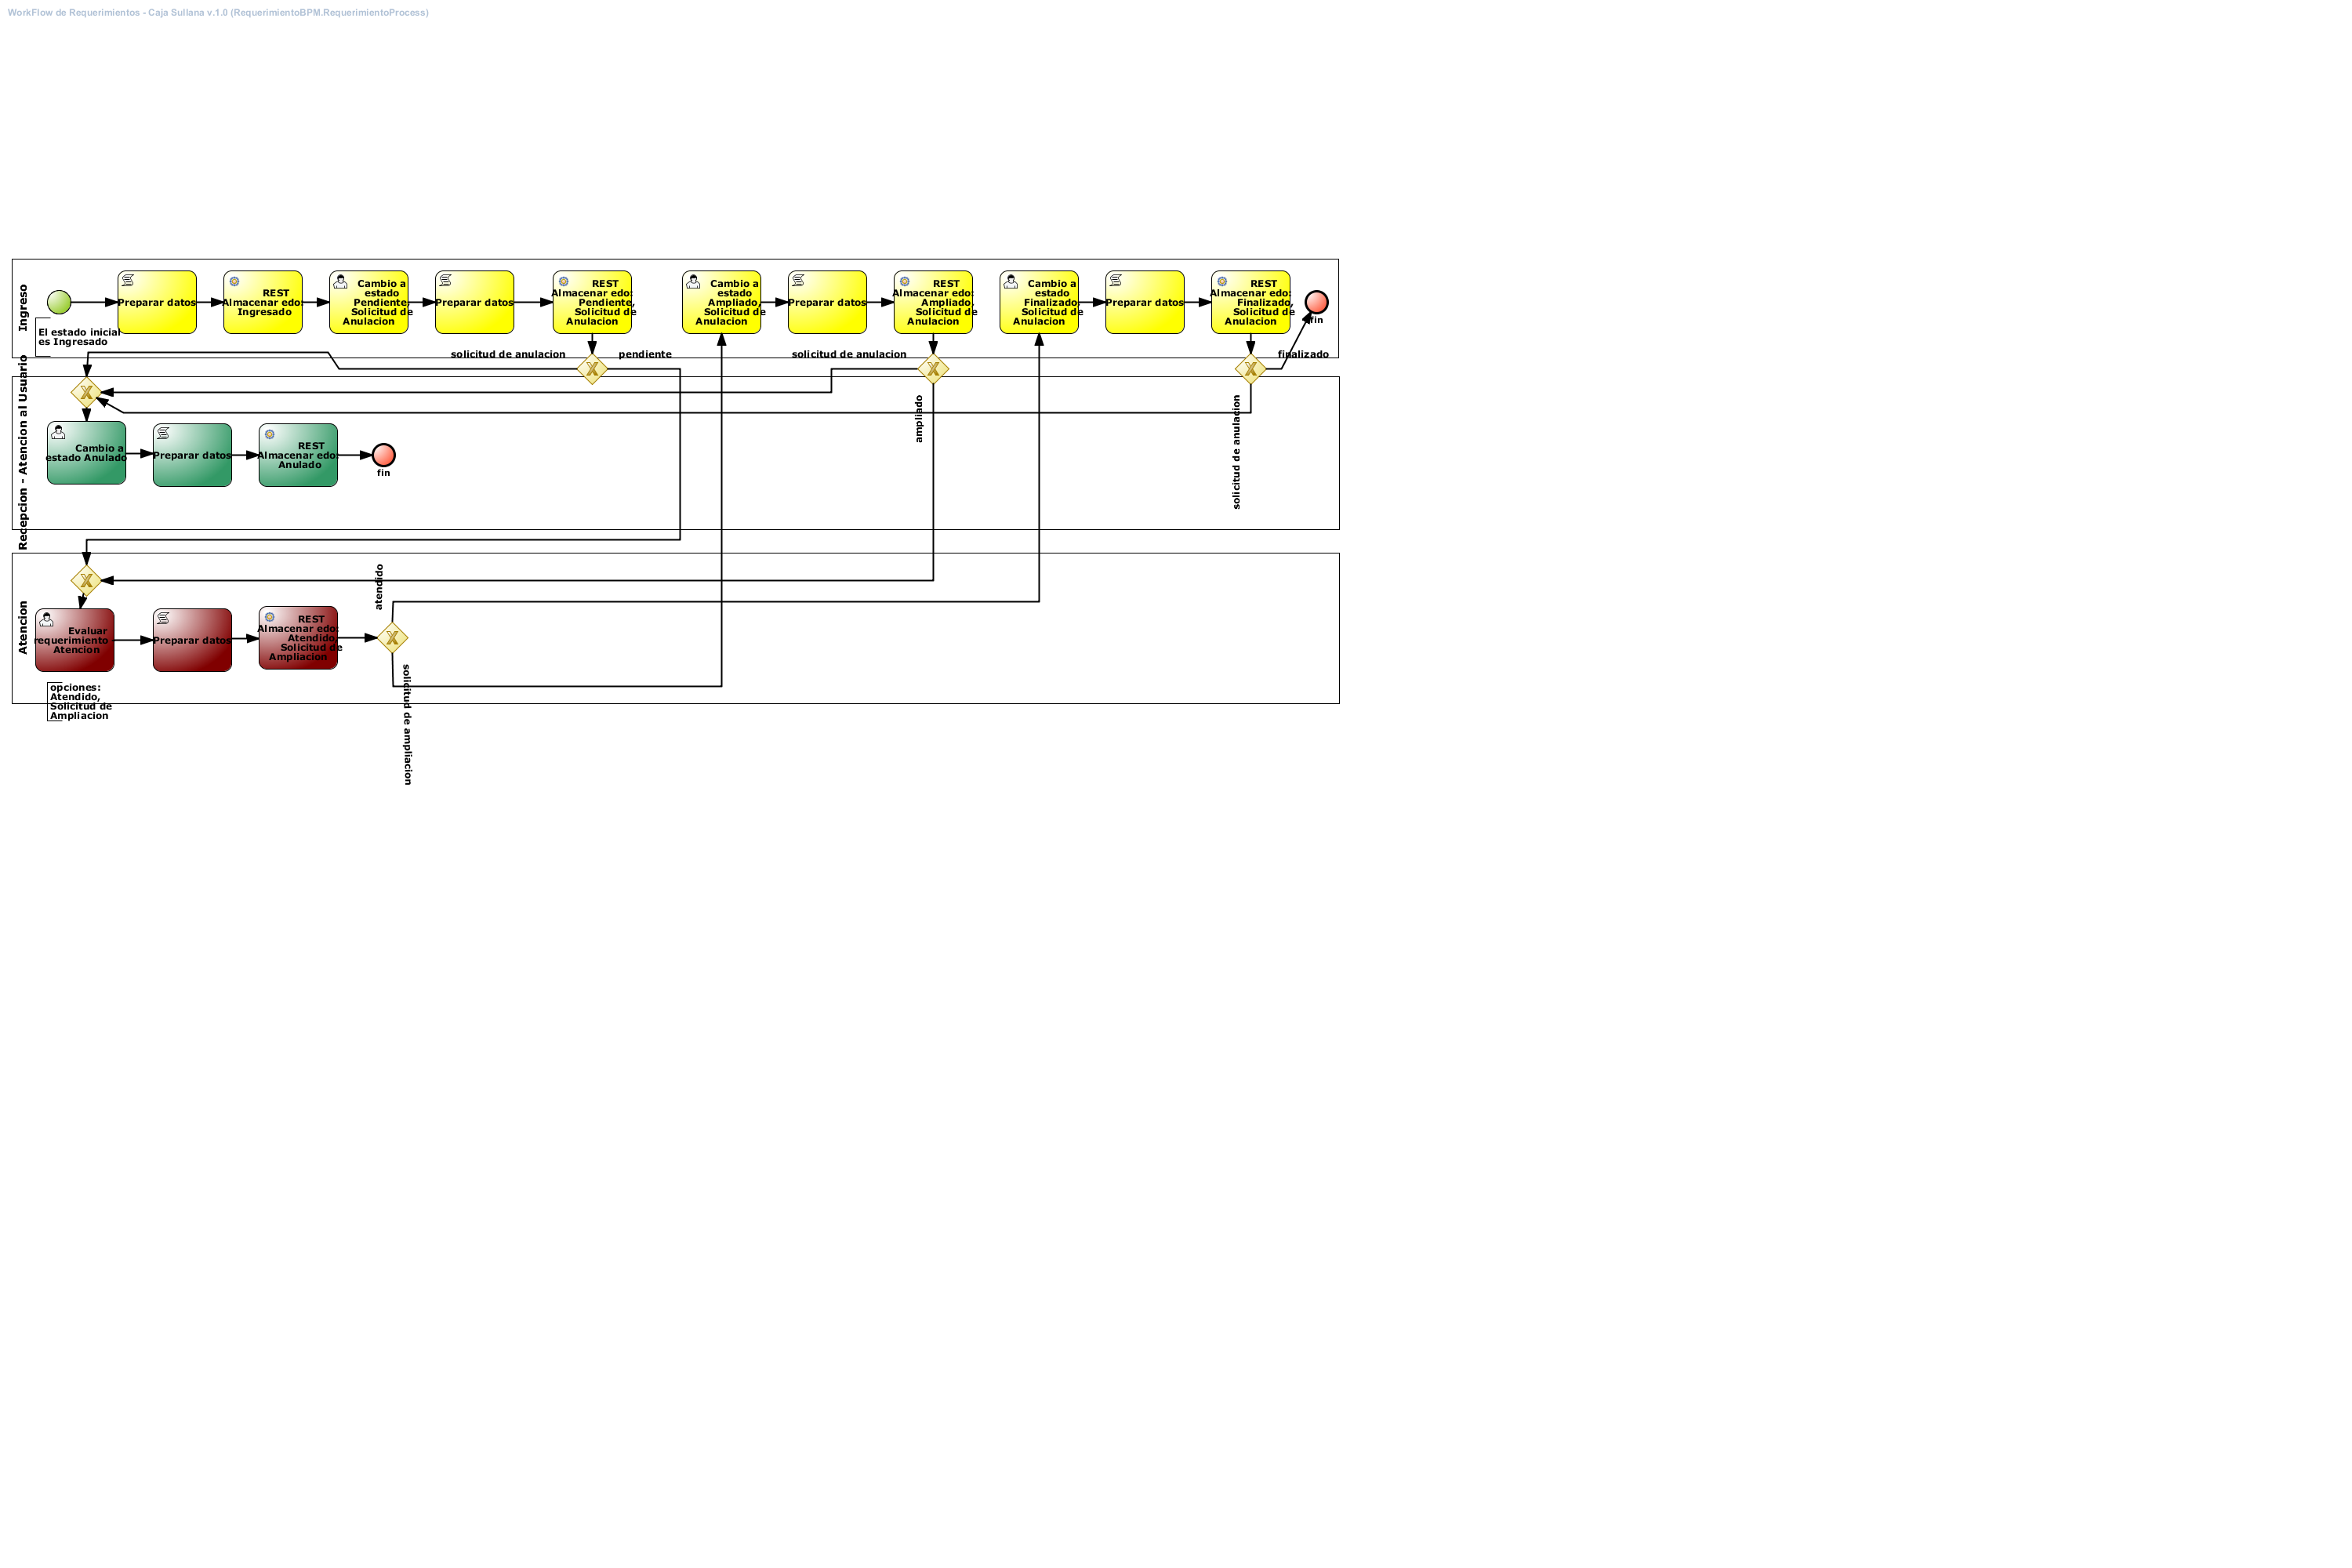 WorkFlow de Requerimientos - Caja Sullana v.1.0 (RequerimientoBPM.RequerimientoProcess)
Ingreso
El estado inicial
es Ingresado
Preparar datos
REST
Almacenar edo:
Ingresado
Cambio a
estado
Pendiente,
Solicitud de
Anulacion
Preparar datos
REST
Almacenar edo:
Pendiente,
Solicitud de
Anulacion
Cambio a
estado
Ampliado,
Solicitud de
Anulacion
Preparar datos
REST
Almacenar edo:
Ampliado,
Solicitud de
Anulacion
Cambio a
estado
Finalizado,
Solicitud de
Anulacion
Preparar datos
REST
Almacenar edo:
Finalizado,
Solicitud de
Anulacion
fin
solicitud de anulacion
pendiente
solicitud de anulacion
finalizado
Recepcion - Atencion al Usuario
ampliado
solicitud de anulacion
Cambio a
estado Anulado
Preparar datos
REST
Almacenar edo:
Anulado
fin
Atencion
atendido
Evaluar
requerimiento
Atencion
Preparar datos
REST
Almacenar edo:
Atendido
Solicitud de
Ampliacion
solicitud de ampliacion
opciones:
Atendido,
Solicitud de
Ampliacion